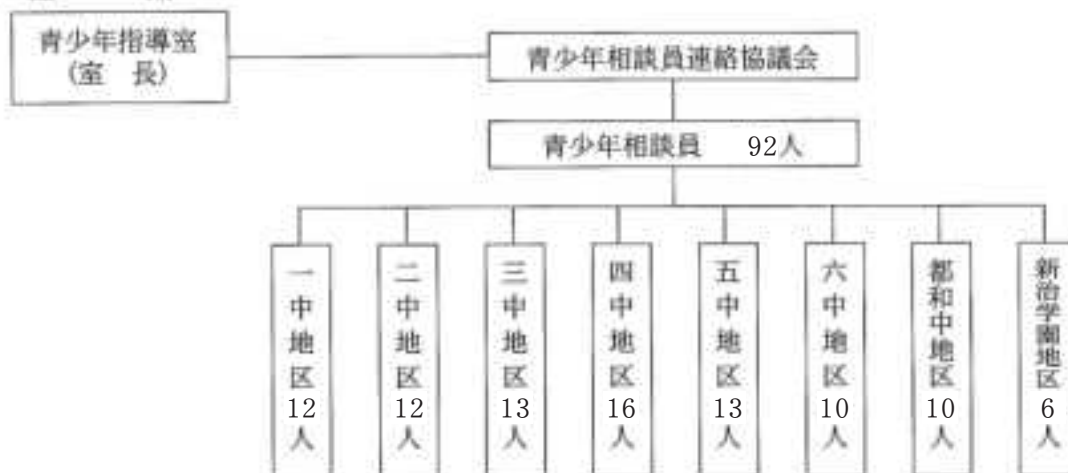 青少年指導室
(室 長)
青少年相談員連絡協議会
青少年相談員 92人
一中地区12人
二中地区12人
三中地区13人
四中地区16人
五中地区13人
六中地区10人
都和中地区10人
新治学園地区6人